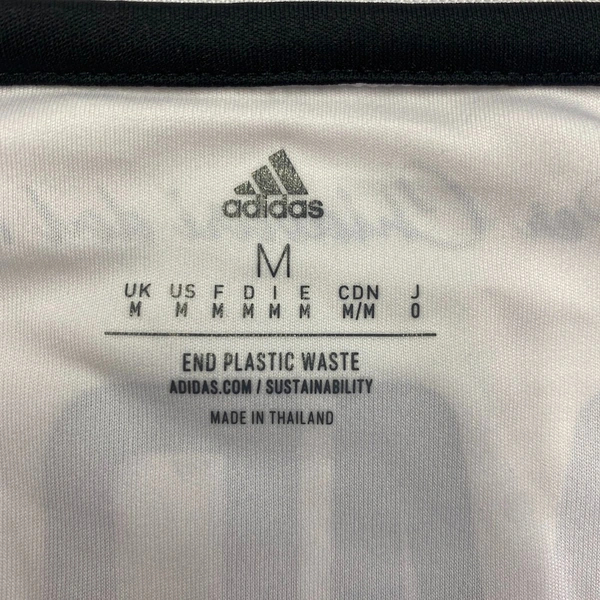 adidas
M
UK US F D I E CDN J
M M M M M M M/M O
END PLASTIC WASTE
ADIDAS.COM / SUSTAINABILITY
MADE IN THAILAND